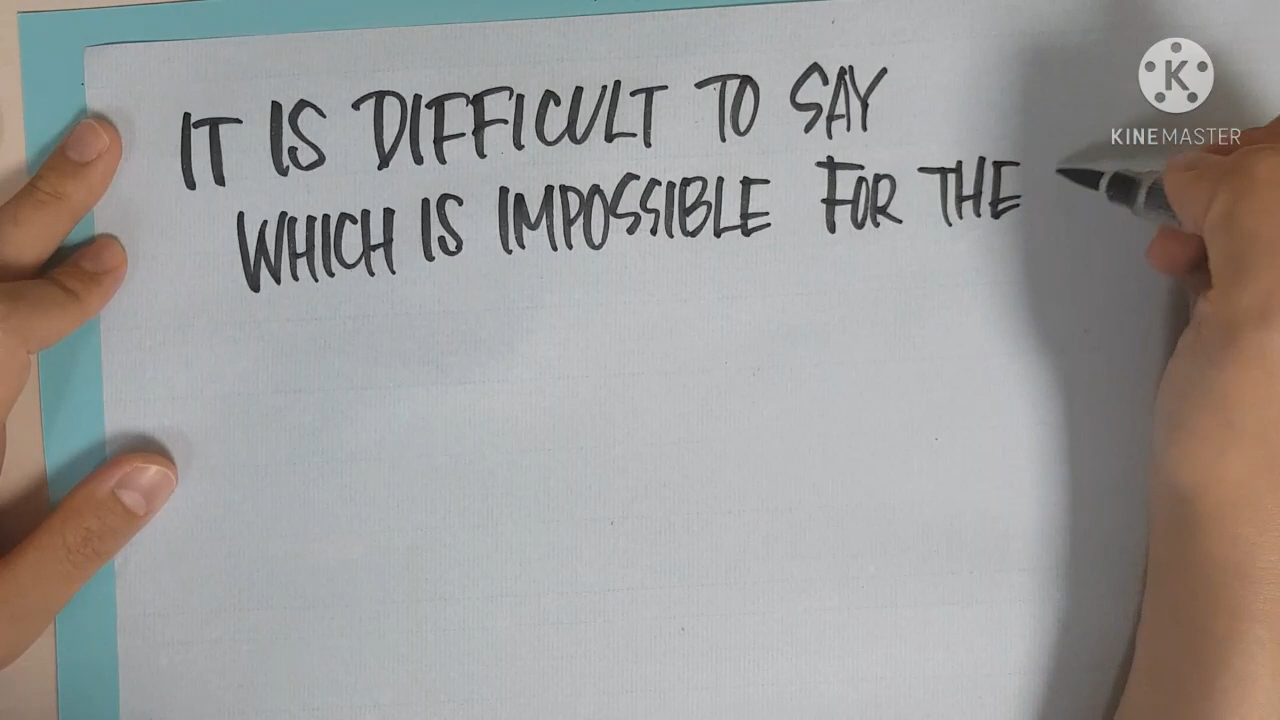 IT IS DIFFICULT TO SAY
WHICH IS IMPOSSIBLE FOR THE
K
KINEMASTER